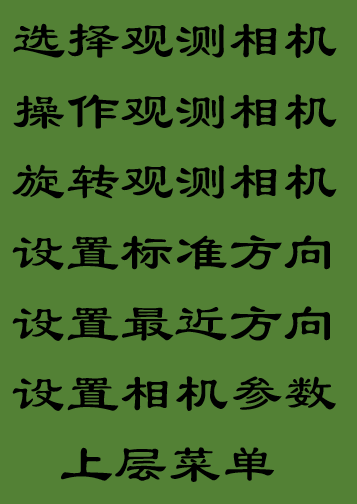 选择观测相机
操作观测相机
旋转观测相机
设置标准方向
设置最近方向
设置相机参数
上层菜单